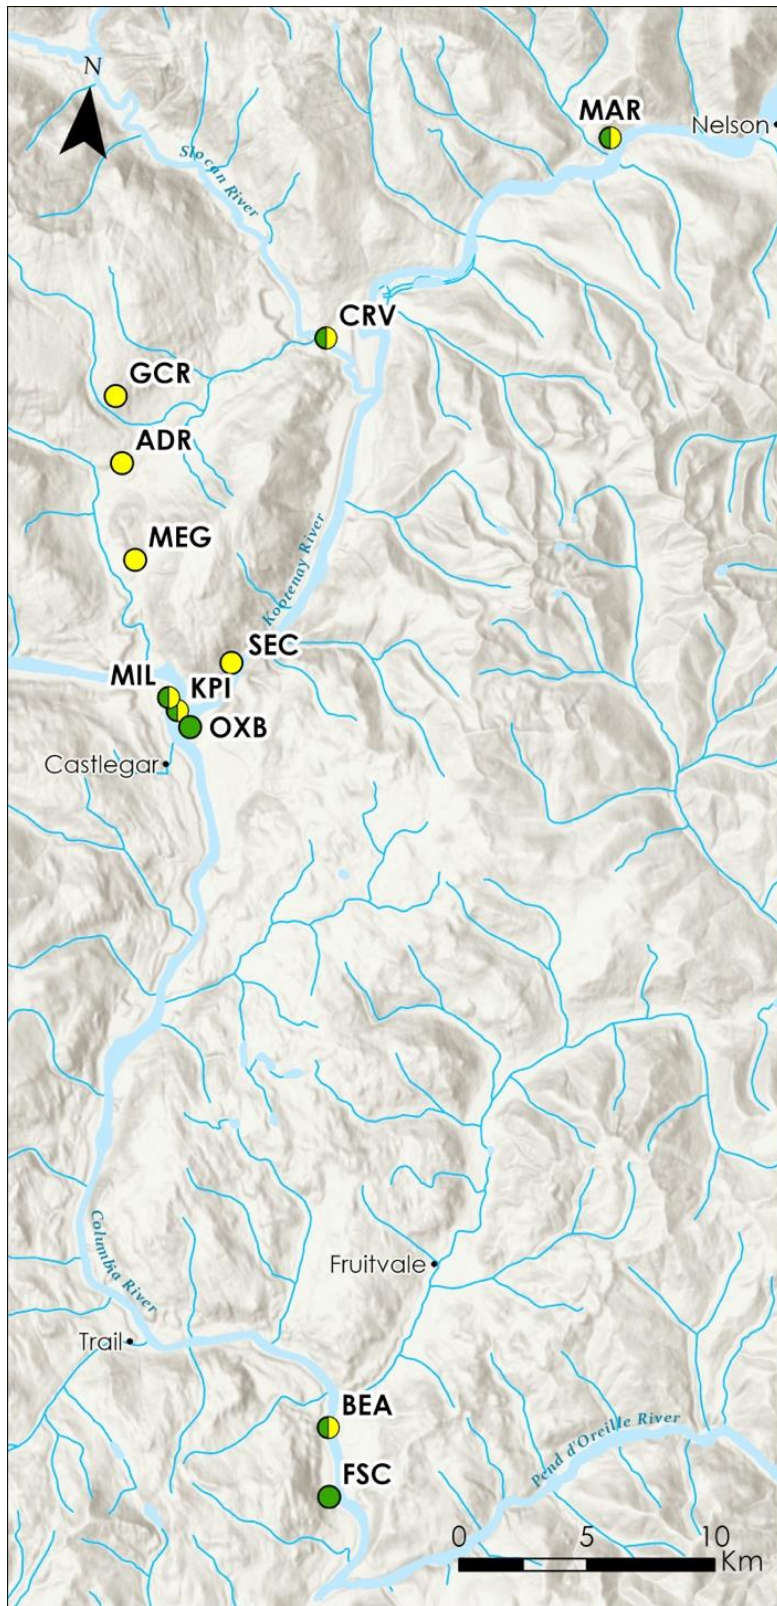 N
MAR
Nelson
Slocan River
CRV
GCR
ADR
MEG
Kootenay River
SEC
MIL
KPI
OXB
Castlegar
Columbia River
Fruitvale
Trail
BEA
Pend d'Oreille River
FSC
0 5 10
Km